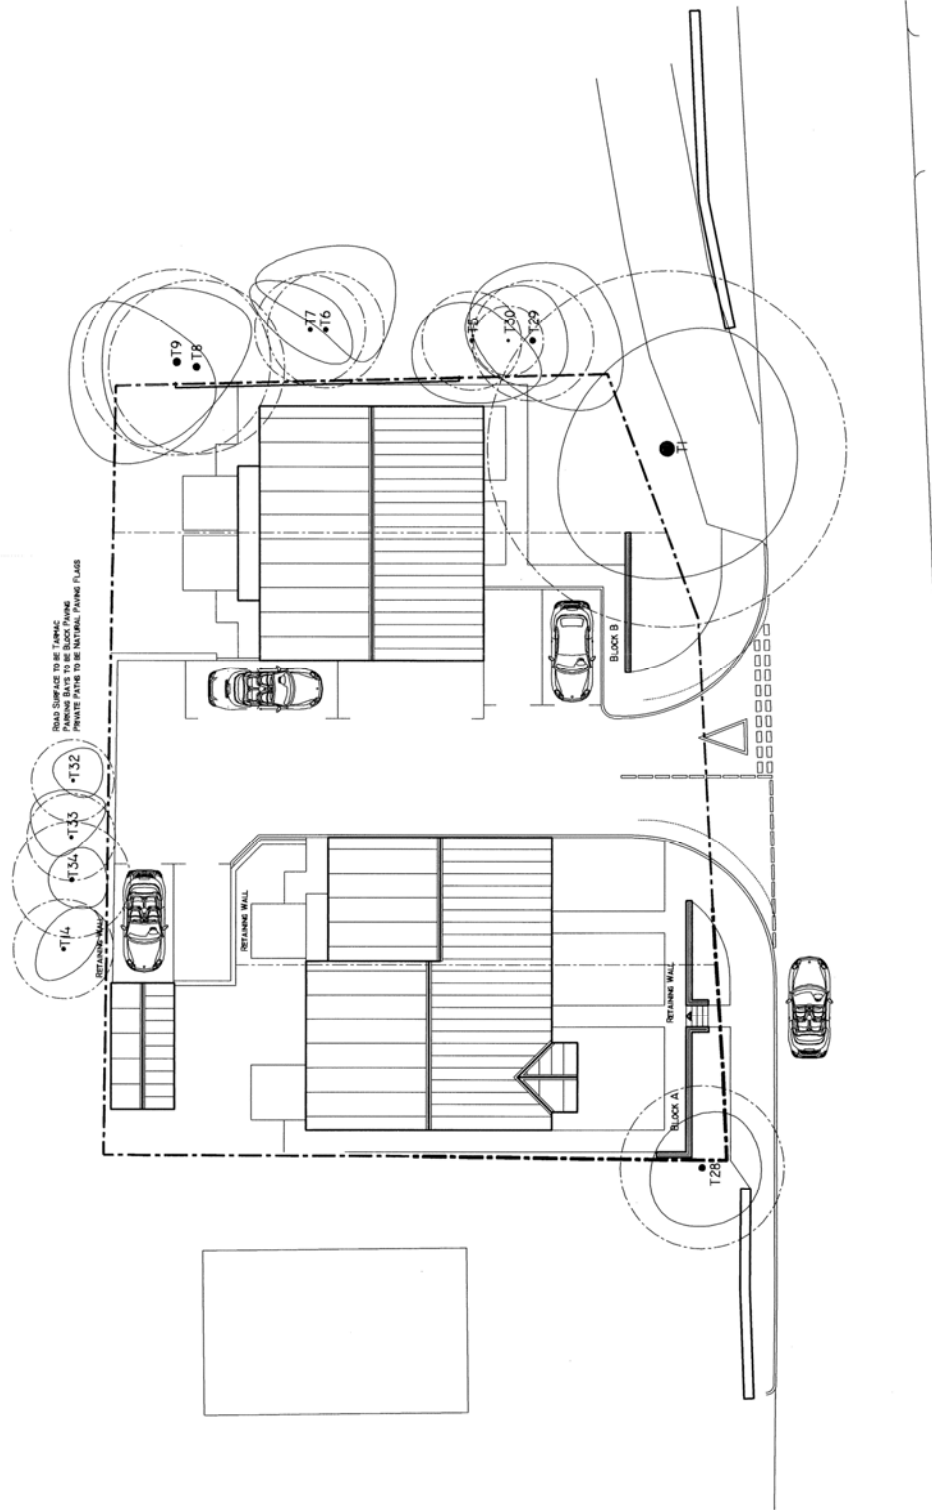 T9
T8
T7
T6
T5
T30
T29
T1
ROAD SURFACE TO BE TARMAC
PARKING BAYS TO BE BLOCK PAVING
PRIVATE PATHS TO BE NATURAL PAVING FLAGS
BLOCK B
T32
T33
T34
T14
RETAINING WALL
RETAINING WALL
RETAINING WALL
BLOCK A
T28